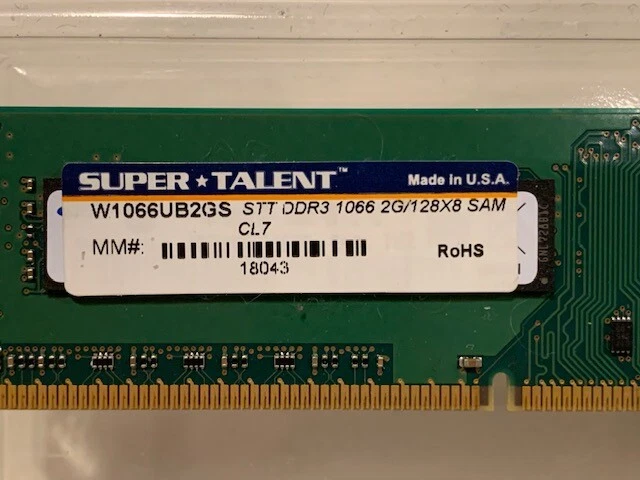 SUPER★TALENT™ Made in U.S.A.
W1066UB2GS STT DDR3 1066 2G/128X8 SAM
CL7
MM#: RoHS
18043